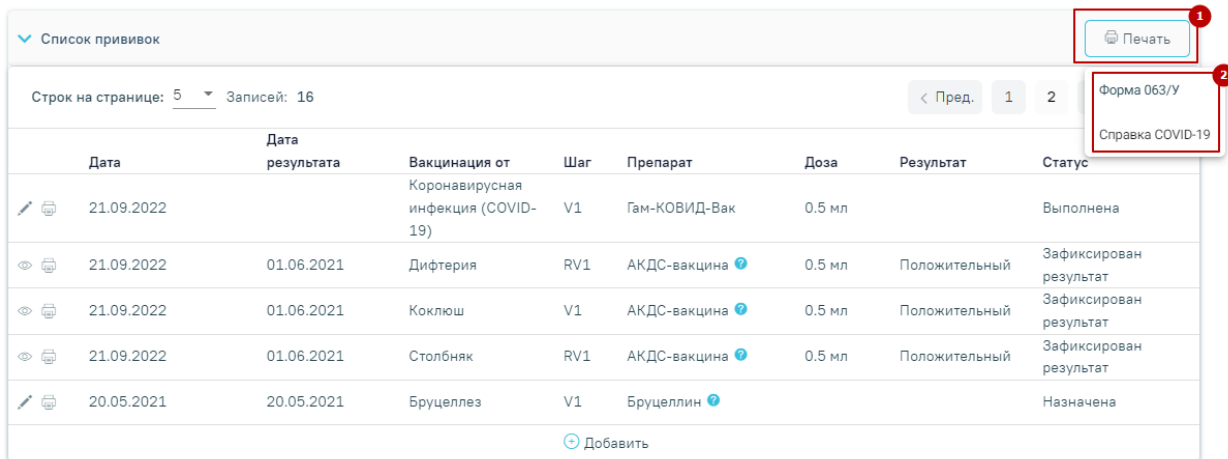 1
Список прививок
Печать
2
Строк на странице: 5 Записей: 16
< Пред. 1 2
Форма 063/У
Справка COVID-19
Дата
Дата результата
Вакцинация от
Шаг
Препарат
Доза
Результат
Статус
21.09.2022
Коронавирусная
инфекция (COVID-
19)
V1
Гам-КОВИД-Вак
0.5 мл
Выполнена
21.09.2022
01.06.2021
Дифтерия
RV1
АКДС-вакцина ?
0.5 мл
Положительный
Зафиксирован
результат
21.09.2022
01.06.2021
Коклюш
V1
АКДС-вакцина ?
0.5 мл
Положительный
Зафиксирован
результат
21.09.2022
01.06.2021
Столбняк
RV1
АКДС-вакцина ?
0.5 мл
Положительный
Зафиксирован
результат
20.05.2021
20.05.2021
Бруцеллез
V1
Бруцеллин ?
Назначена
Добавить